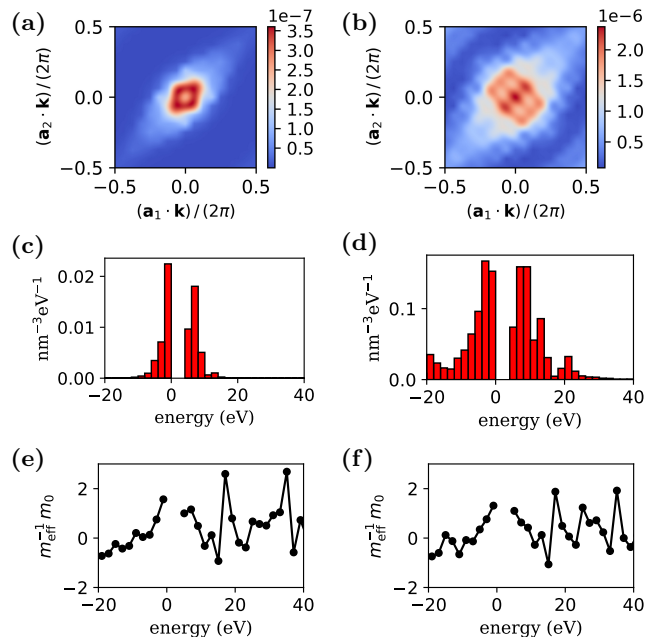 (a)
1e−7
3.5
3.0
2.5
2.0
1.5
1.0
0.5
0.5
0.0
−0.5
−0.5 0.0 0.5
(a₂ · k) / (2π)
(a₁ · k) / (2π)
(b)
1e−6
2.0
1.5
1.0
0.5
0.5
0.0
−0.5
−0.5 0.0 0.5
(a₂ · k) / (2π)
(a₁ · k) / (2π)
(c)
0.02
0.01
0.00
−20 0 20 40
nm⁻³eV⁻¹
energy (eV)
(d)
0.1
0.0
−20 0 20 40
nm⁻³eV⁻¹
energy (eV)
(e)
2
0
−2
−20 0 20 40
m_eff⁻¹ m₀
energy (eV)
(f)
2
0
−2
−20 0 20 40
m_eff⁻¹ m₀
energy (eV)